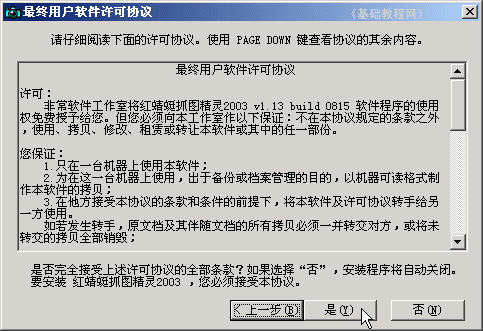 最终用户软件许可协议
《基础教程网》
请仔细阅读下面的许可协议。使用 PAGE DOWN 键查看协议的其余内容。
最终用户软件许可协议
许可：
非常软件工作室将红蜻蜓抓图精灵2003 v1.13 build 0815 软件程序的使用
权免费授予给您。但您必须向本工作室作以下保证：不在本协议规定的条款之外
，使用、拷贝、修改、租赁或转让本软件或其中的任一部份。
您保证：
1.只在一台机器上使用本软件；
2.为在这一台机器上使用，出于备份或档案管理的目的，以机器可读格式制
作本软件的拷贝；
3.在他方接受本协议的条款和条件的前提下，将本软件及许可协议转手给另
一方使用。
如若发生转手，原文档及其伴随文档的所有拷贝必须一并转交对方，或将未
转交的拷贝全部销毁；
是否完全接受上述许可协议的全部条款？如果选择“否”，安装程序将自动关闭。
要安装 红蜻蜓抓图精灵2003 ，您必须接受本协议。
< 上一步(B)
是(Y)
否(N)